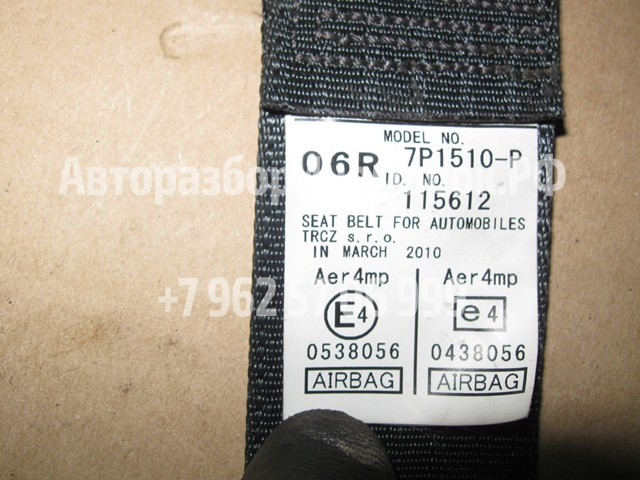 MODEL NO.
06R 7P1510-P
ID. NO.
115612
SEAT BELT FOR AUTOMOBILES
TRCZ s.r.o.
IN MARCH 2010
Aer4mp Aer4mp
E4 e4
0538056 0438056
AIRBAG AIRBAG